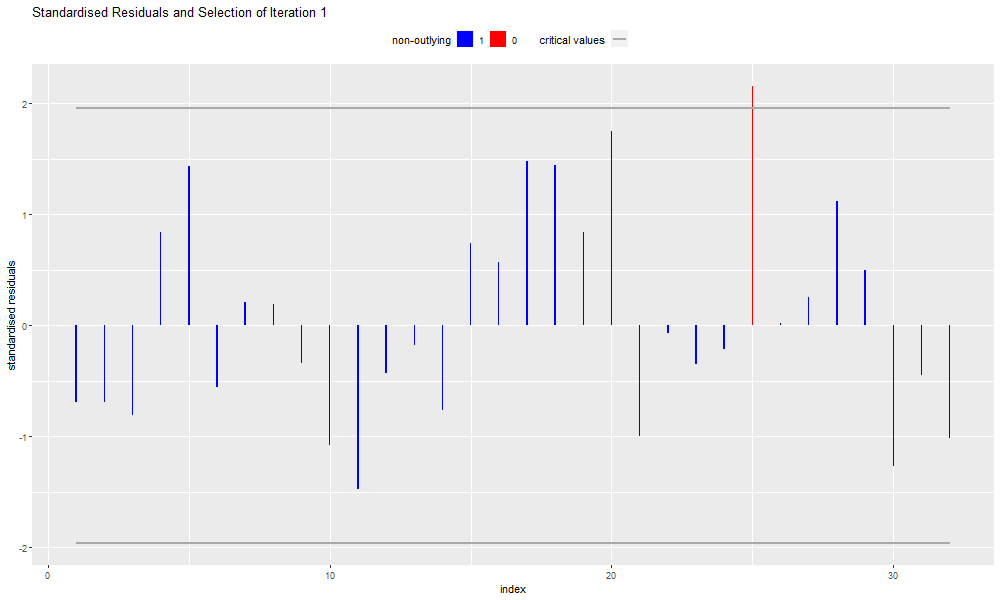 Standardised Residuals and Selection of Iteration 1
non-outlying 1 0 critical values
standardised residuals
2
1
0
-1
-2
0 10 20 30
index